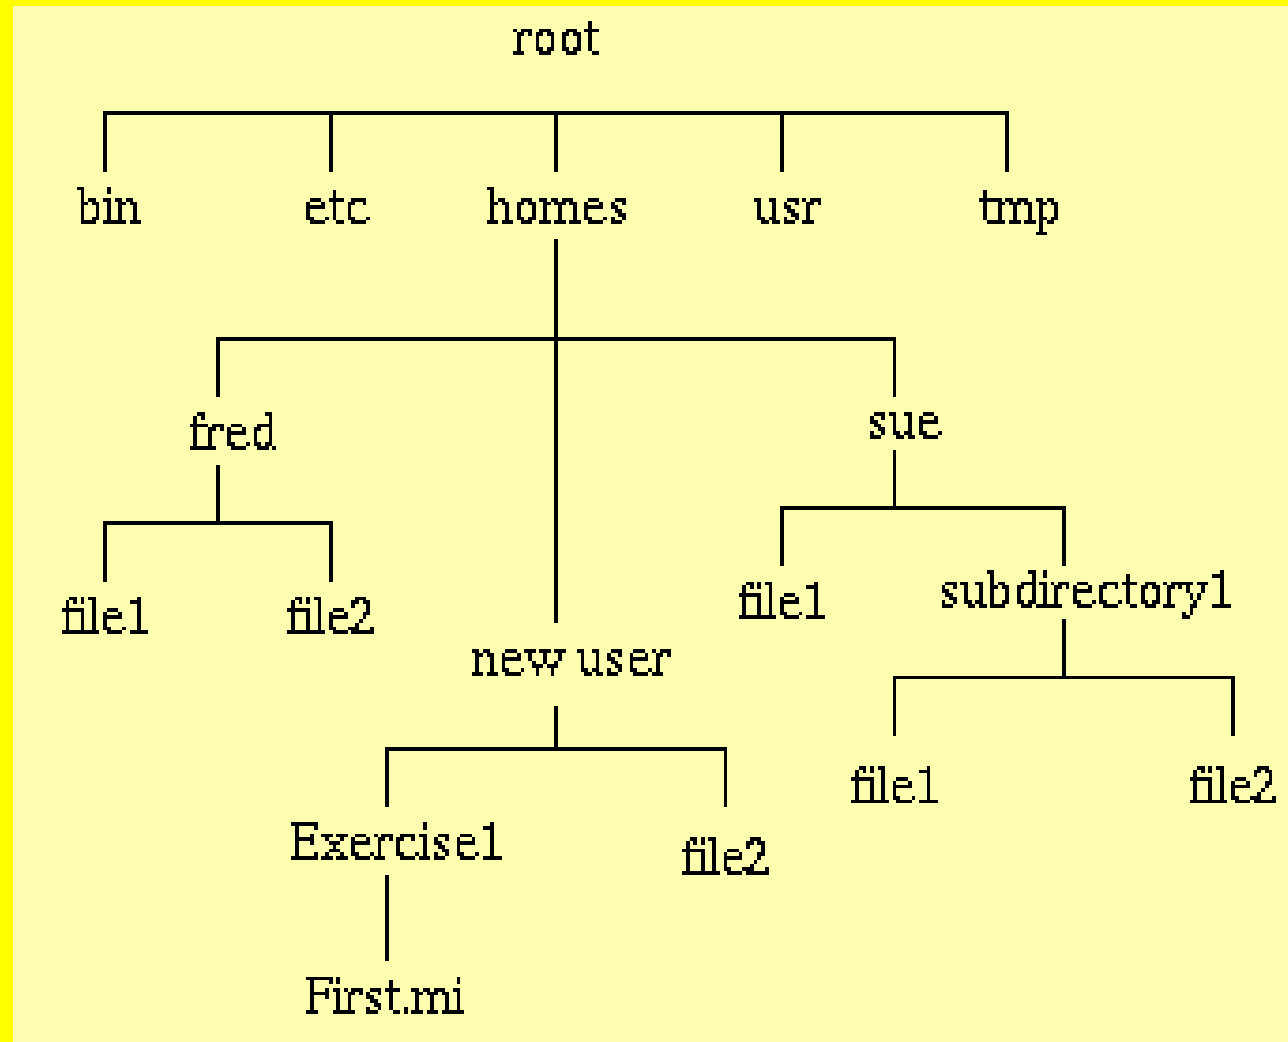 root
bin etc homes usr tmp
fred sue
file1 file2 file1 subdirectory1
new user
file1 file2
Exercise1 file2
First.mi